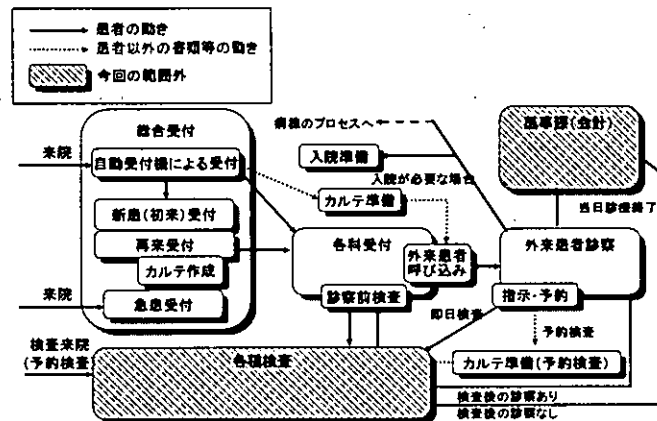 患者の動き
患者以外の書類等の動き
今回の範囲外
総合受付
来院
自動受付機による受付
新患(初来)受付
再来受付
カルテ作成
来院
急患受付
検査来院
(予約検査)
病棟のプロセスへ
入院準備
入院が必要な場合
カルテ準備
各科受付
外来患者
呼び込み
診察前検査
医事課(会計)
当日診療終了
外来患者診察
指示・予約
即日検査
予約検査
カルテ準備(予約検査)
各種検査
検査後の診察あり
検査後の診察なし